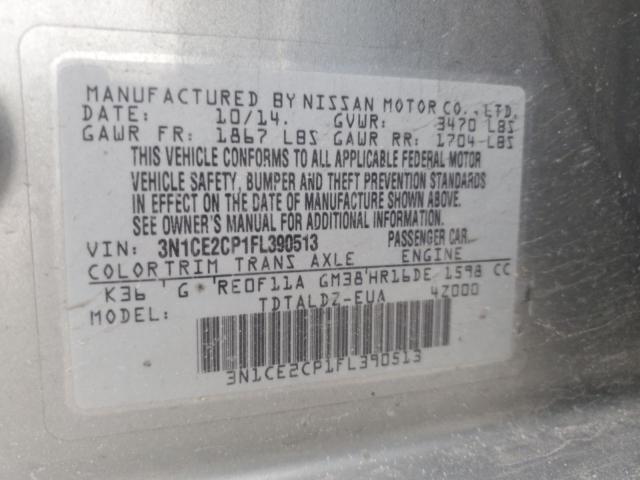 MANUFACTURED BY NISSAN MOTOR CO., LTD.
DATE: 10/14. GVWR: 3470 LBS
GAWR FR: 1867 LBS GAWR RR: 1704 LBS
THIS VEHICLE CONFORMS TO ALL APPLICABLE FEDERAL MOTOR
VEHICLE SAFETY, BUMPER AND THEFT PREVENTION STANDARDS
IN EFFECT ON THE DATE OF MANUFACTURE SHOWN ABOVE.
SEE OWNER'S MANUAL FOR ADDITIONAL INFORMATION.
VIN: 3N1CE2CP1FL390513 PASSENGER CAR
COLOR TRIM TRANS AXLE ENGINE
K36 ' G ' RE0F11A GM38'HR16DE 1598 CC
MODEL: TDTALDZ-EUA 4Z000
3N1CE2CP1FL390513